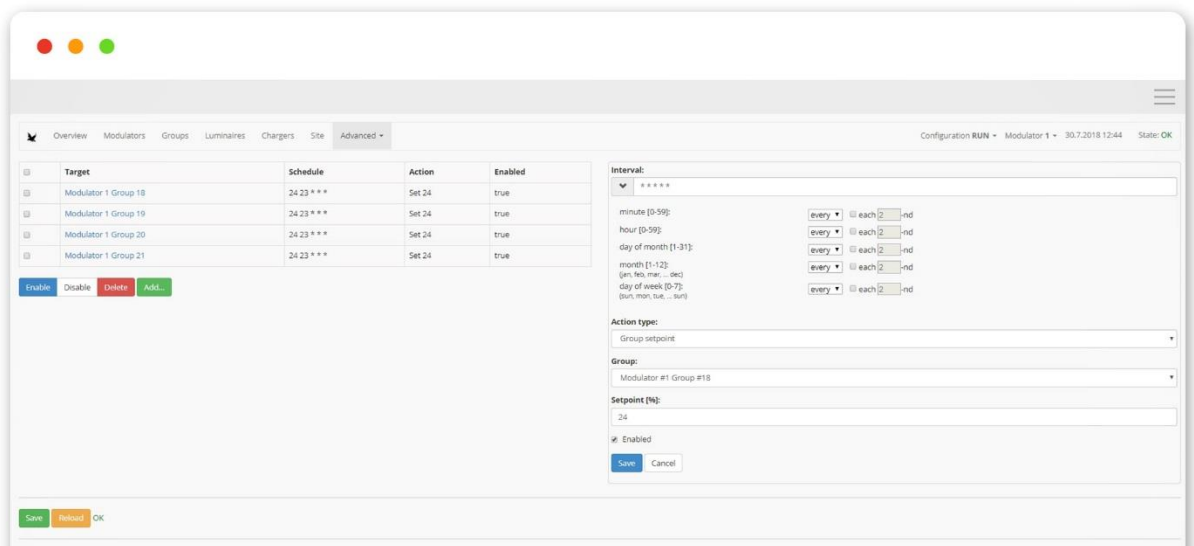 Overview Modulators Groups Luminaires Chargers Site Advanced Configuration RUN Modulator 1 30.7.2018 12:44 State: OK
Target Schedule Action Enabled
Modulator 1 Group 18 24 23 * * * Set 24 true
Modulator 1 Group 19 24 23 * * * Set 24 true
Modulator 1 Group 20 24 23 * * * Set 24 true
Modulator 1 Group 21 24 23 * * * Set 24 true
Enable Disable Delete Add...
Interval:
* * * * *
minute [0-59]: every each 2 -nd
hour [0-59]: every each 2 -nd
day of month [1-31]: every each 2 -nd
month [1-12]: every each 2 -nd
(jan, feb, mar, ... dec)
day of week [0-7]: every each 2 -nd
(sun, mon, tue, ... sun)
Action type:
Group setpoint
Group:
Modulator #1 Group #18
Setpoint [%]:
24
Enabled
Save Cancel
Save Reload OK